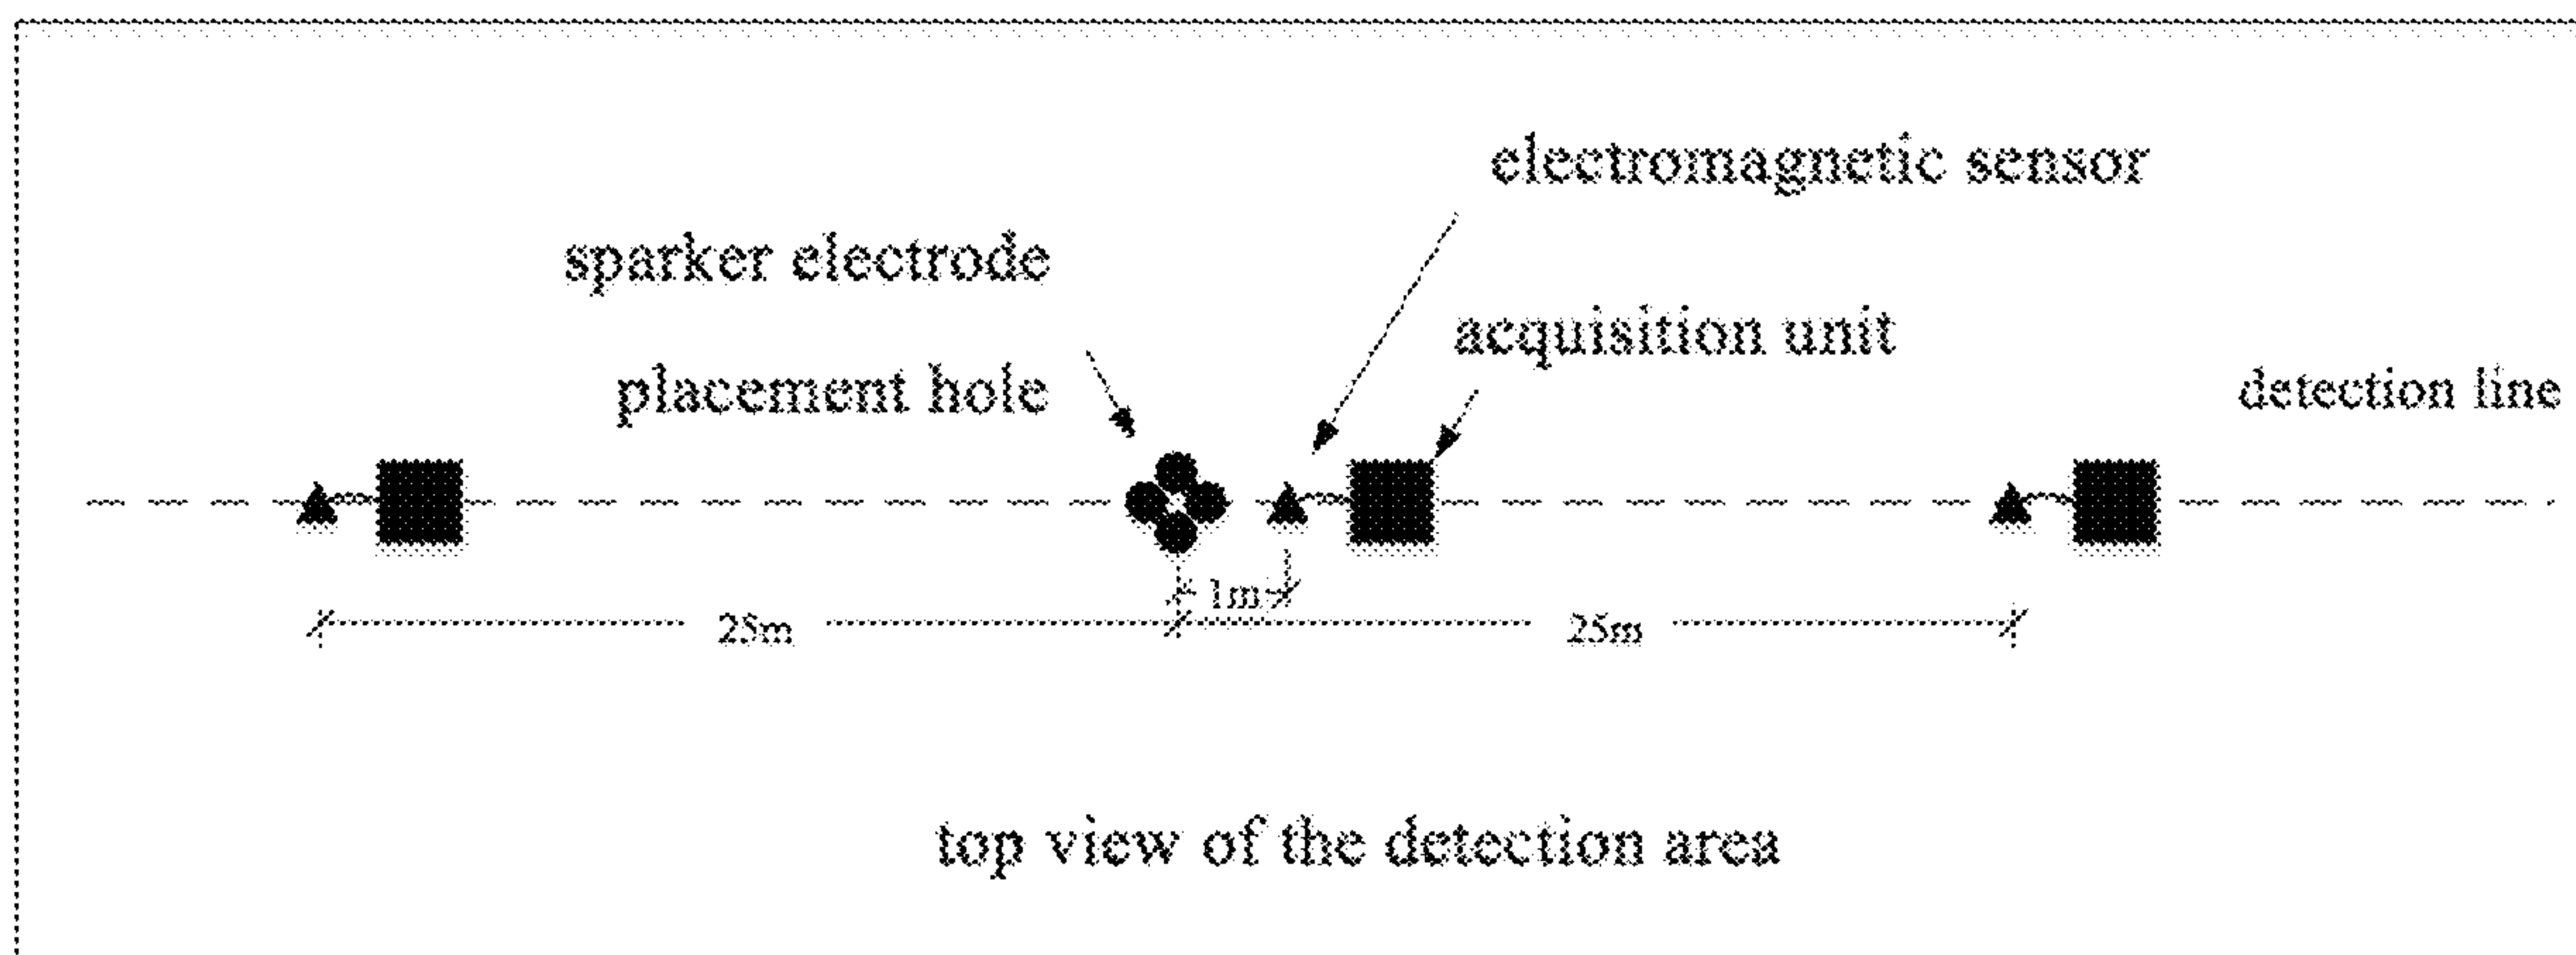 electromagnetic sensor
sparker electrode
placement hole
acquisition unit
detection line
1m
25m
25m
top view of the detection area